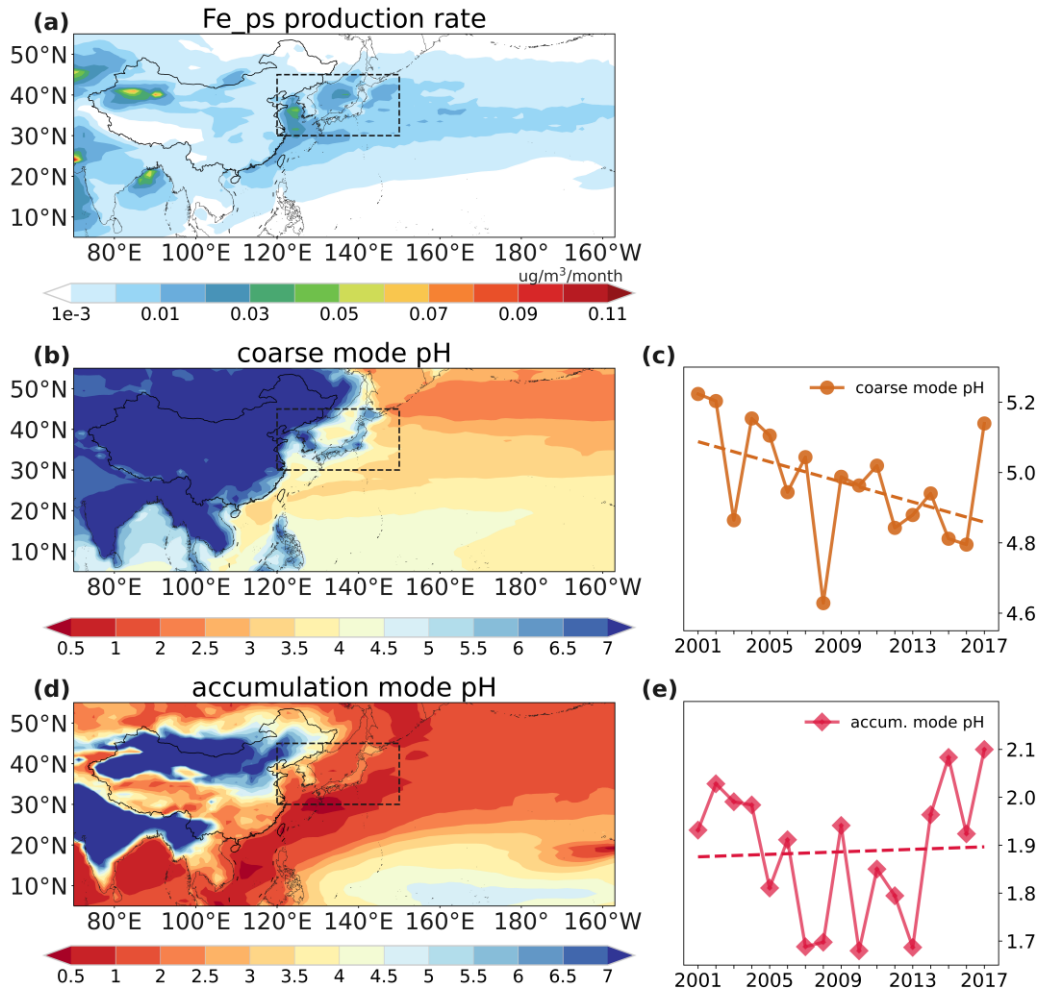 (a) Fe_ps production rate
50°N
40°N
30°N
20°N
10°N
80°E 100°E 120°E 140°E 160°E 180° 160°W
ug/m³/month
1e-3 0.01 0.03 0.05 0.07 0.09 0.11
(b) coarse mode pH
50°N
40°N
30°N
20°N
10°N
80°E 100°E 120°E 140°E 160°E 180° 160°W
0.5 1 2 2.5 3 3.5 4 4.5 5 5.5 6 6.5 7
(c)
coarse mode pH
5.2
5.0
4.8
4.6
2001 2005 2009 2013 2017
(d) accumulation mode pH
50°N
40°N
30°N
20°N
10°N
80°E 100°E 120°E 140°E 160°E 180° 160°W
0.5 1 2 2.5 3 3.5 4 4.5 5 5.5 6 6.5 7
(e)
accum. mode pH
2.1
2.0
1.9
1.8
1.7
2001 2005 2009 2013 2017